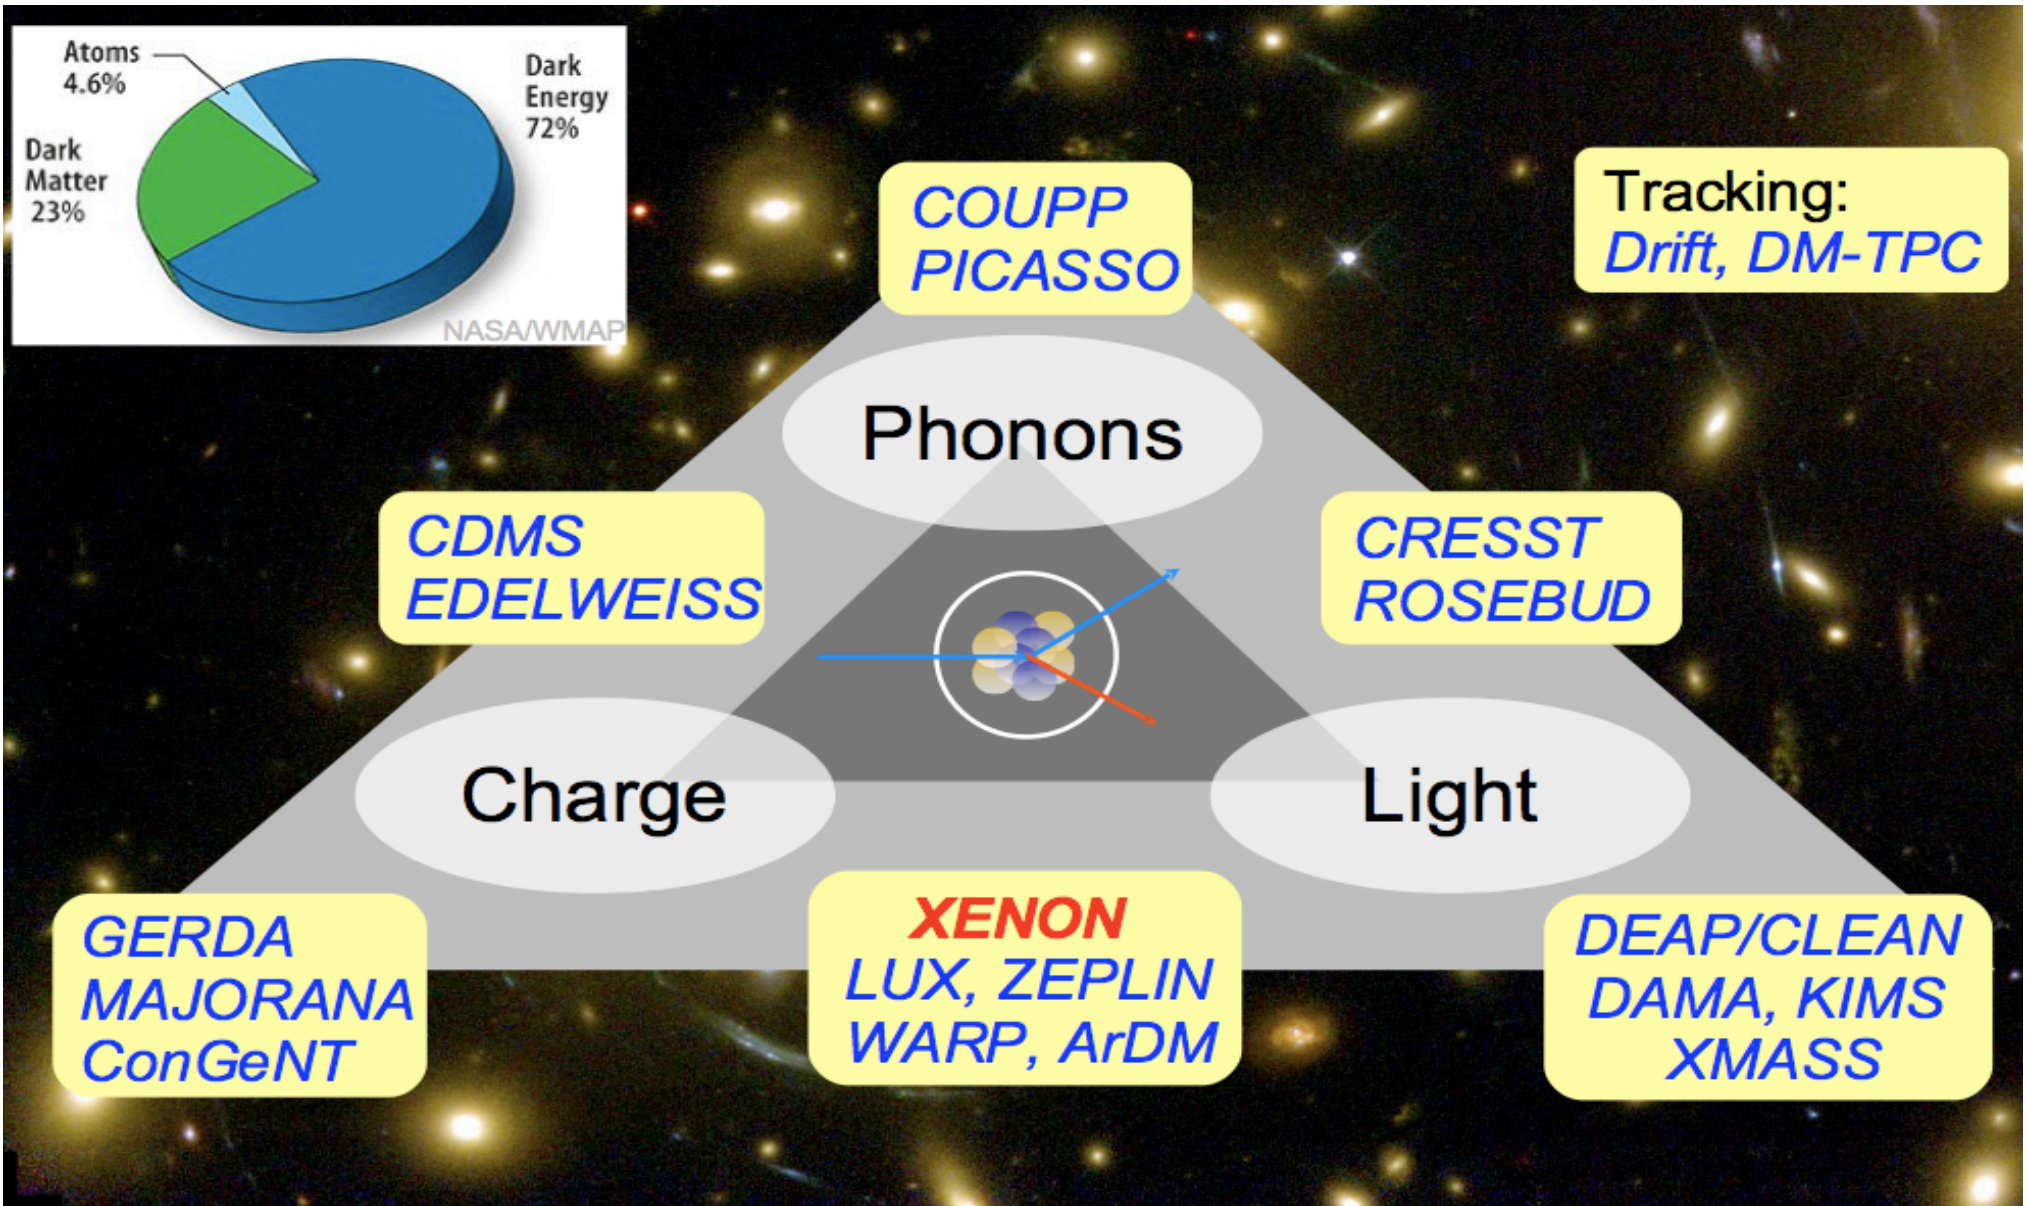 Atoms
4.6%
Dark
Energy
72%
Dark
Matter
23%
NASA/WMAP
COUPP
PICASSO
Tracking:
Drift, DM-TPC
Phonons
CDMS
EDELWEISS
CRESST
ROSEBUD
Charge
Light
GERDA
MAJORANA
ConGeNT
XENON
LUX, ZEPLIN
WARP, ArDM
DEAP/CLEAN
DAMA, KIMS
XMASS